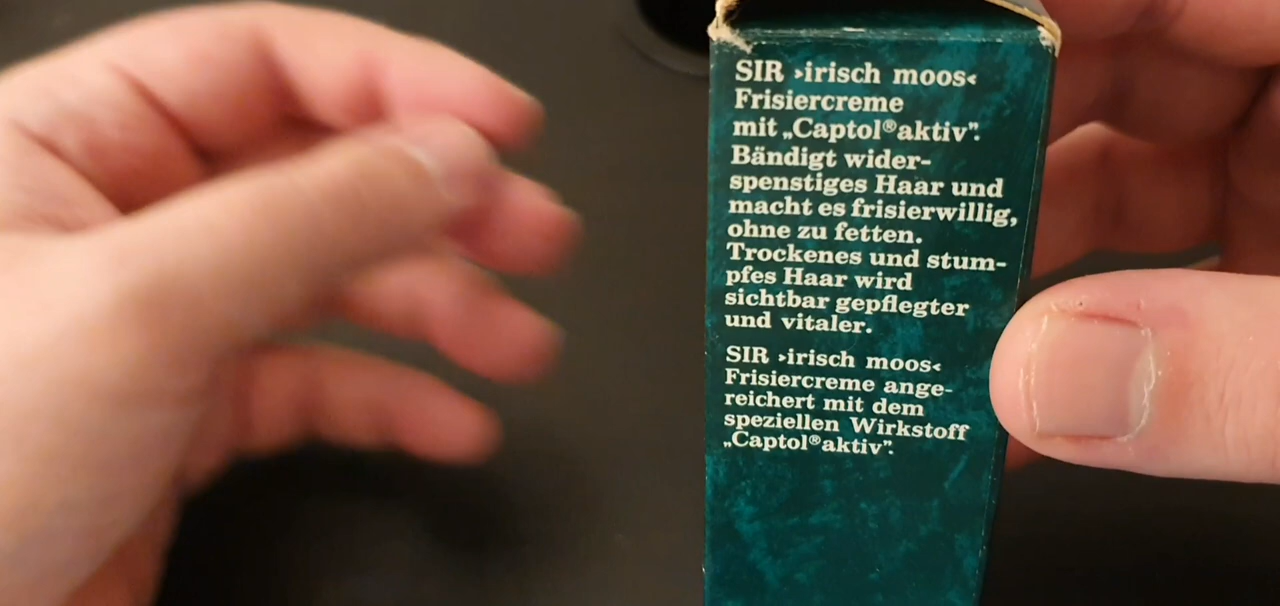 SIR ›irisch moos‹
Frisiercreme
mit „Captol®aktiv”.
Bändigt wider-
spenstiges Haar und
macht es frisierwillig,
ohne zu fetten.
Trockenes und stum-
pfes Haar wird
sichtbar gepflegter
und vitaler.
SIR ›irisch moos‹
Frisiercreme ange-
reichert mit dem
speziellen Wirkstoff
„Captol®aktiv”.